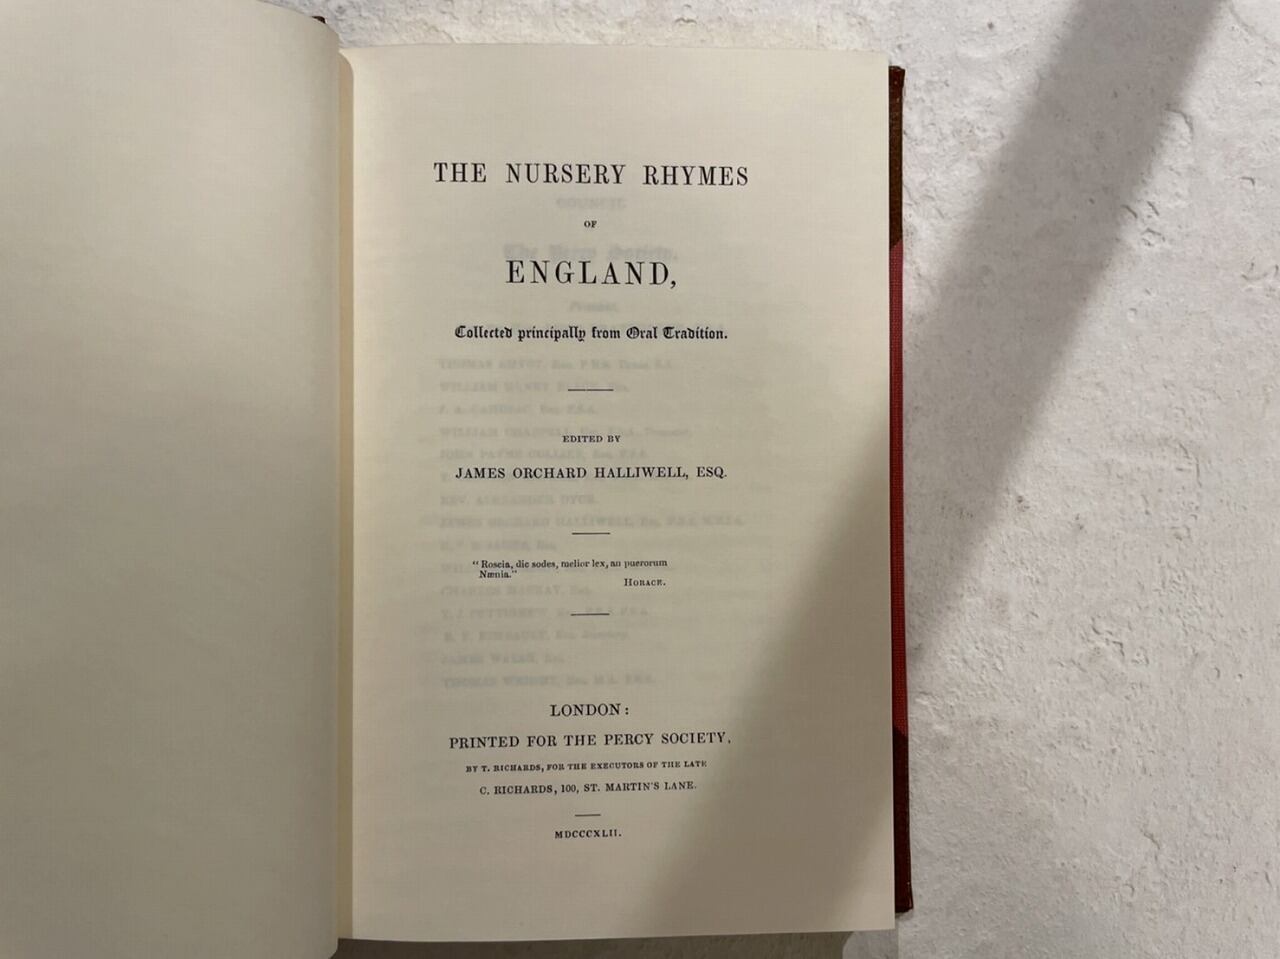 THE NURSERY RHYMES
OF
ENGLAND,
Collected principally from Oral Tradition.
EDITED BY
JAMES ORCHARD HALLIWELL, ESQ.
" Roscia, dic sodes, melior lex, an puerorum
Nænia."
HORACE.
LONDON:
PRINTED FOR THE PERCY SOCIETY,
BY T. RICHARDS, FOR THE EXECUTORS OF THE LATE
C. RICHARDS, 100, ST. MARTIN'S LANE.
MDCCCXLII.